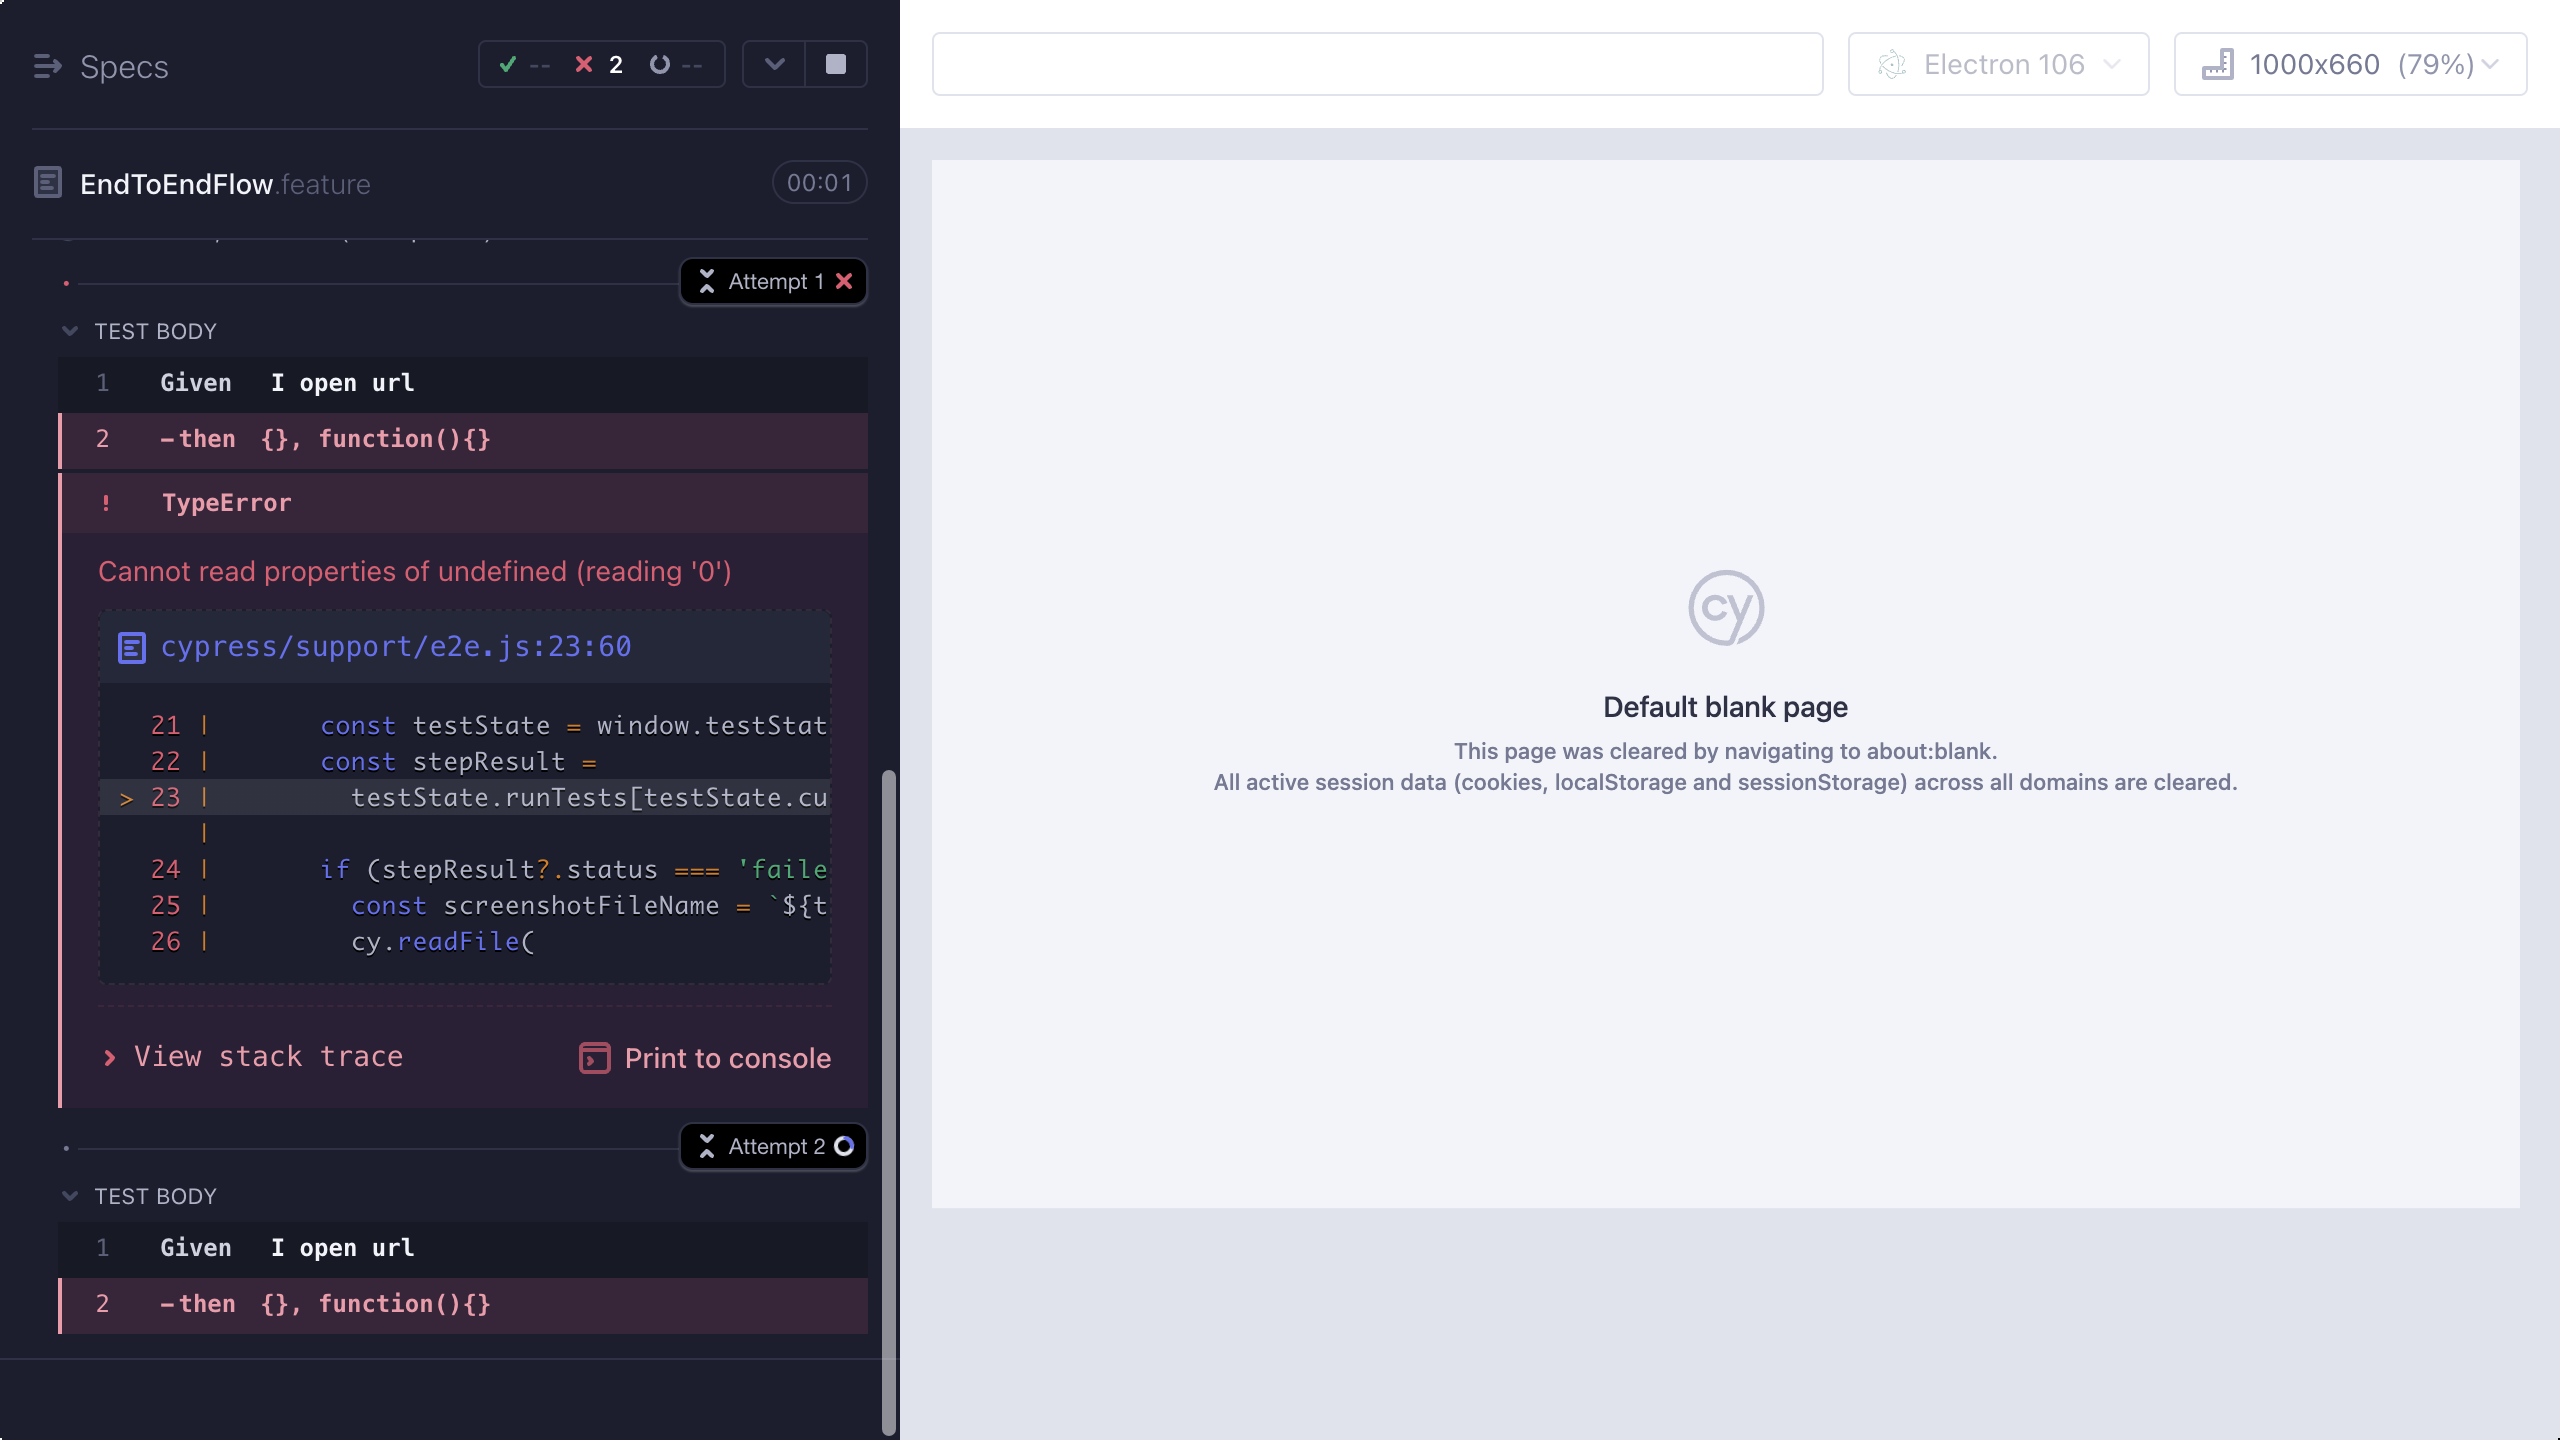 Specs
-- 2 --
EndToEndFlow.feature
00:01
Attempt 1
TEST BODY
1 Given I open url
2 -then {}, function(){}
! TypeError
Cannot read properties of undefined (reading '0')
cypress/support/e2e.js:23:60
21 | const testState = window.testStat
22 | const stepResult =
> 23 | testState.runTests[testState.cu
|
24 | if (stepResult?.status === 'faile
25 | const screenshotFileName = `${t
26 | cy.readFile(
View stack trace
Print to console
Attempt 2
TEST BODY
1 Given I open url
2 -then {}, function(){}
Electron 106
1000x660 (79%)
cy
Default blank page
This page was cleared by navigating to about:blank.
All active session data (cookies, localStorage and sessionStorage) across all domains are cleared.